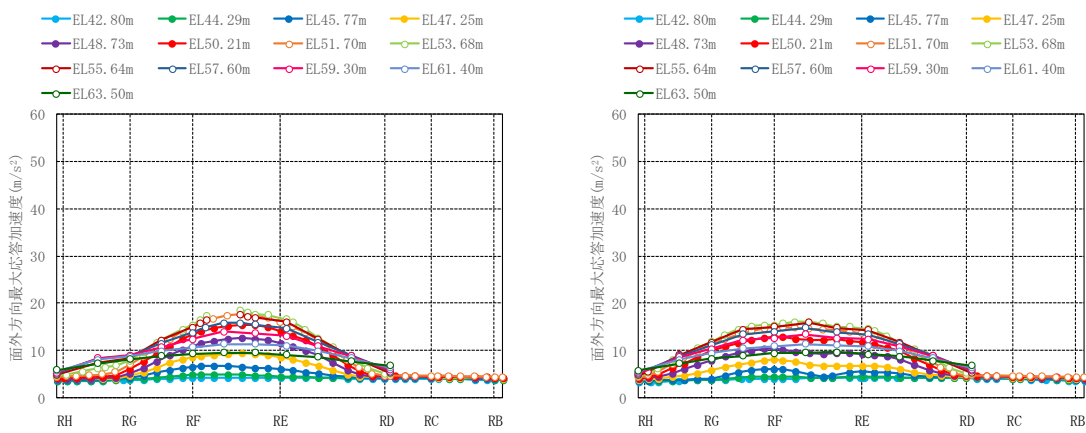 EL42.80m EL44.29m EL45.77m EL47.25m
EL48.73m EL50.21m EL51.70m EL53.68m
EL55.64m EL57.60m EL59.30m EL61.40m
EL63.50m
面外方向最大応答加速度(m/s²)
60
50
40
30
20
10
0
RH RG RF RE RD RC RB
EL42.80m EL44.29m EL45.77m EL47.25m
EL48.73m EL50.21m EL51.70m EL53.68m
EL55.64m EL57.60m EL59.30m EL61.40m
EL63.50m
面外方向最大応答加速度(m/s²)
60
50
40
30
20
10
0
RH RG RF RE RD RC RB